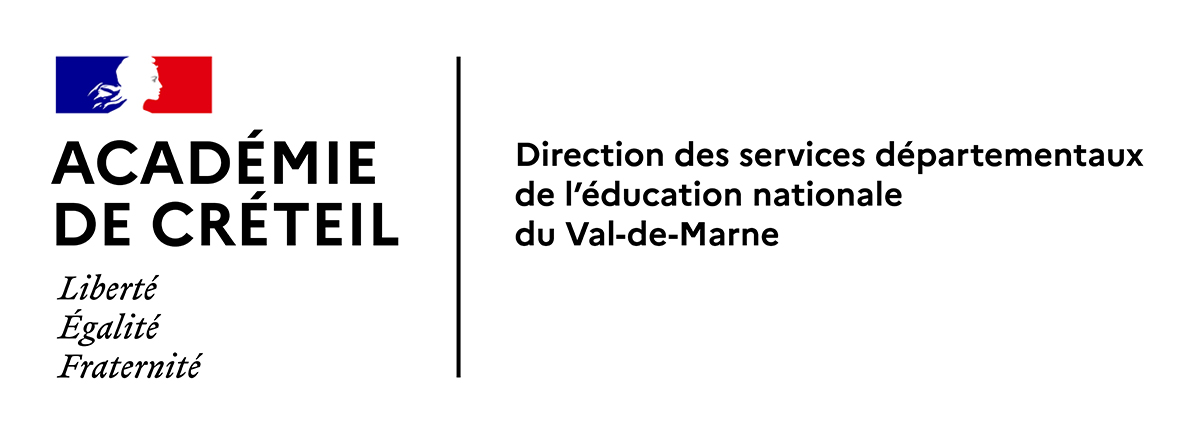 ACADÉMIE
DE CRÉTEIL
Liberté
Égalité
Fraternité
Direction des services départementaux
de l’éducation nationale
du Val-de-Marne